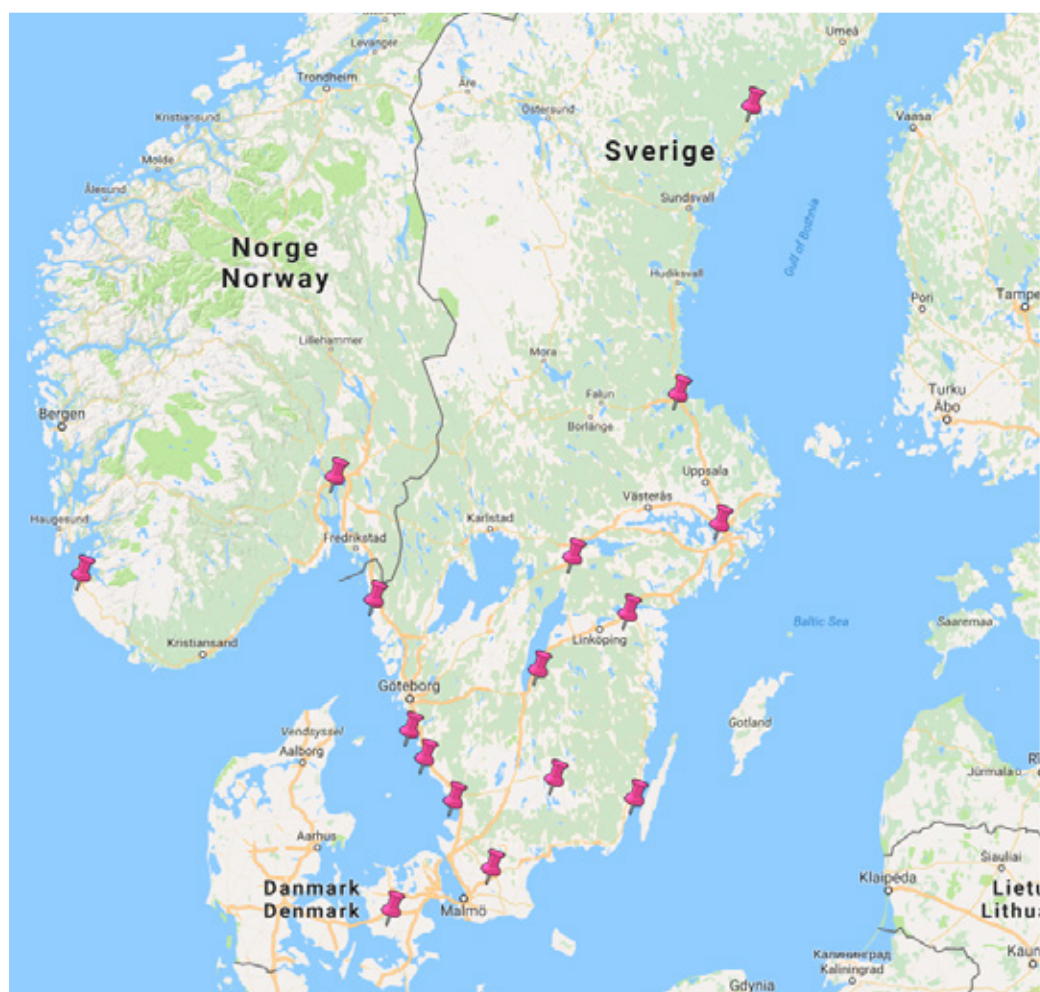 Umeå
Levanger
Trondheim
Åre
Östersund
Kristiansund
Vaasa
Molde
Sverige
Ålesund
Sundsvall
Gulf of Bothnia
Norge
Norway
Hudiksvall
Pori
Tampe
Lillehammer
Mora
Falun
Turku
Åbo
Bergen
Borlänge
Uppsala
Västerås
Haugesund
Karlstad
Fredrikstad
Baltic Sea
Saaremaa
Linköping
Kristiansand
Göteborg
Gotland
Vendsyssel
Aalborg
Jūrmala
Rī
Aarhus
Šiauliai
Klaipėda
Danmark
Denmark
Lietu
Lithua
Malmö
Kaun
Калининград
Kaliningrad
Gdynia